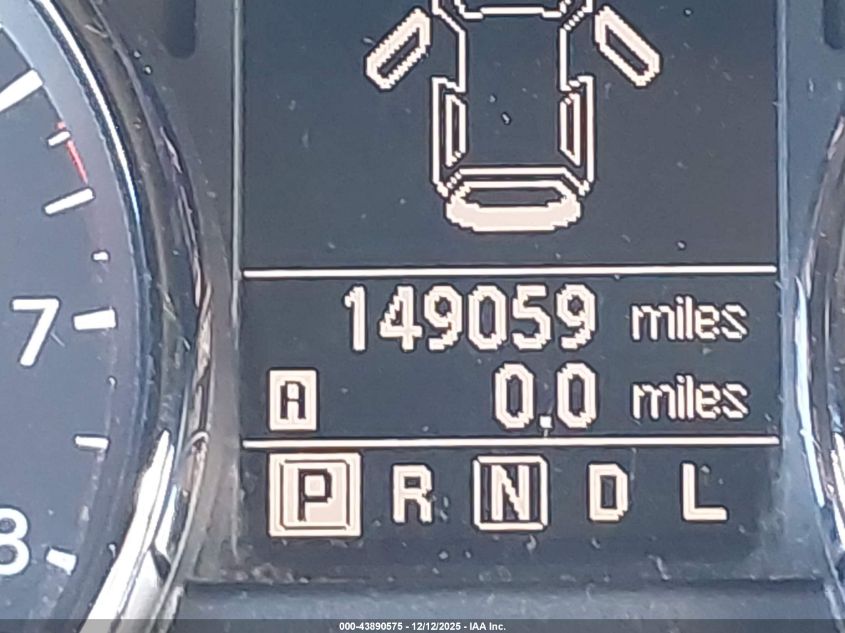 7
8
149059 miles
A 0.0 miles
P R N D L
000-43890575 - 12/12/2025 - IAA Inc.